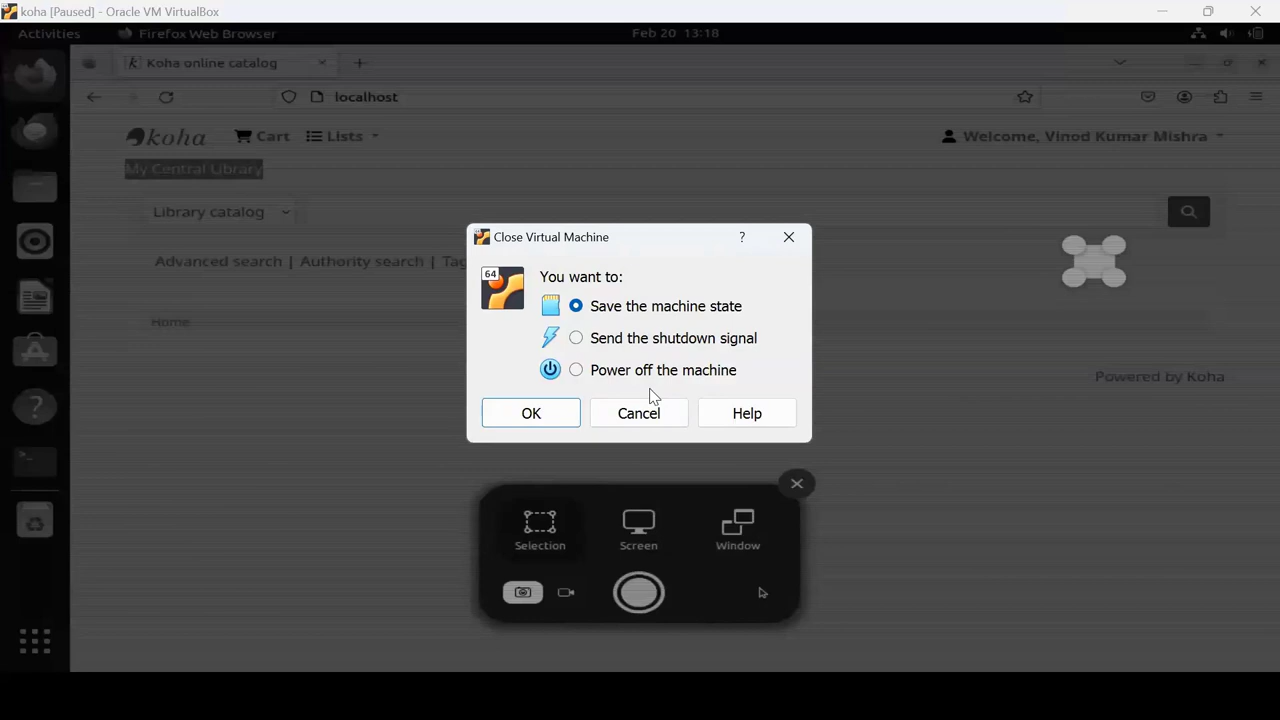 koha [Paused] - Oracle VM VirtualBox
Activities Firefox Web Browser Feb 20 13:18
Koha online catalog
localhost
koha Cart Lists Welcome, Vinod Kumar Mishra
My Central Library
Library catalog
Close Virtual Machine
Advanced search | Authority search | Tag
64
You want to:
Save the machine state
Send the shutdown signal
Power off the machine
Home
Powered by Koha
OK Cancel Help
Selection Screen Window